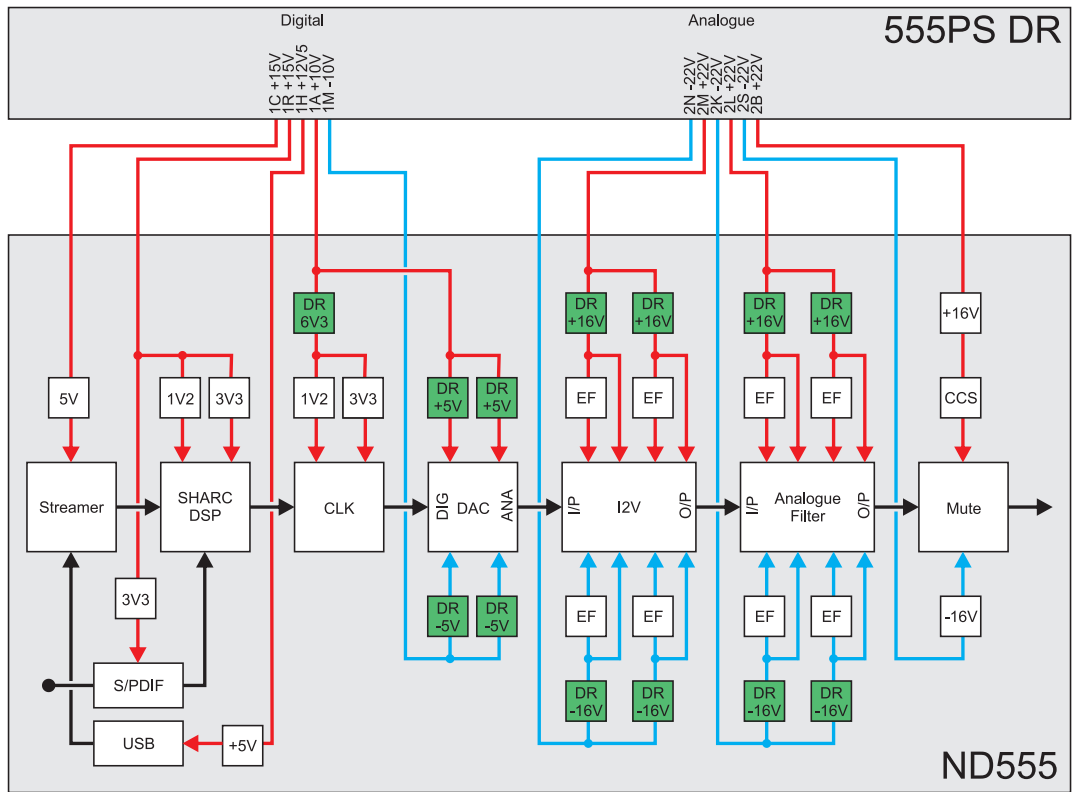 Digital
Analogue
555PS DR
1C +15V
1R +15V
1H +12V5
1A +10V
1M -10V
2N -22V
2M +22V
2K -22V
2L +22V
2S -22V
2B +22V
DR
6V3
DR
+16V
DR
+16V
DR
+16V
DR
+16V
+16V
5V
1V2
3V3
1V2
3V3
DR
+5V
DR
+5V
EF
EF
EF
EF
CCS
Streamer
SHARC
DSP
CLK
DIG
DAC
ANA
I/P
I2V
O/P
I/P
Analogue
Filter
O/P
Mute
3V3
DR
-5V
DR
-5V
EF
EF
EF
EF
-16V
S/PDIF
DR
-16V
DR
-16V
DR
-16V
DR
-16V
USB
+5V
ND555